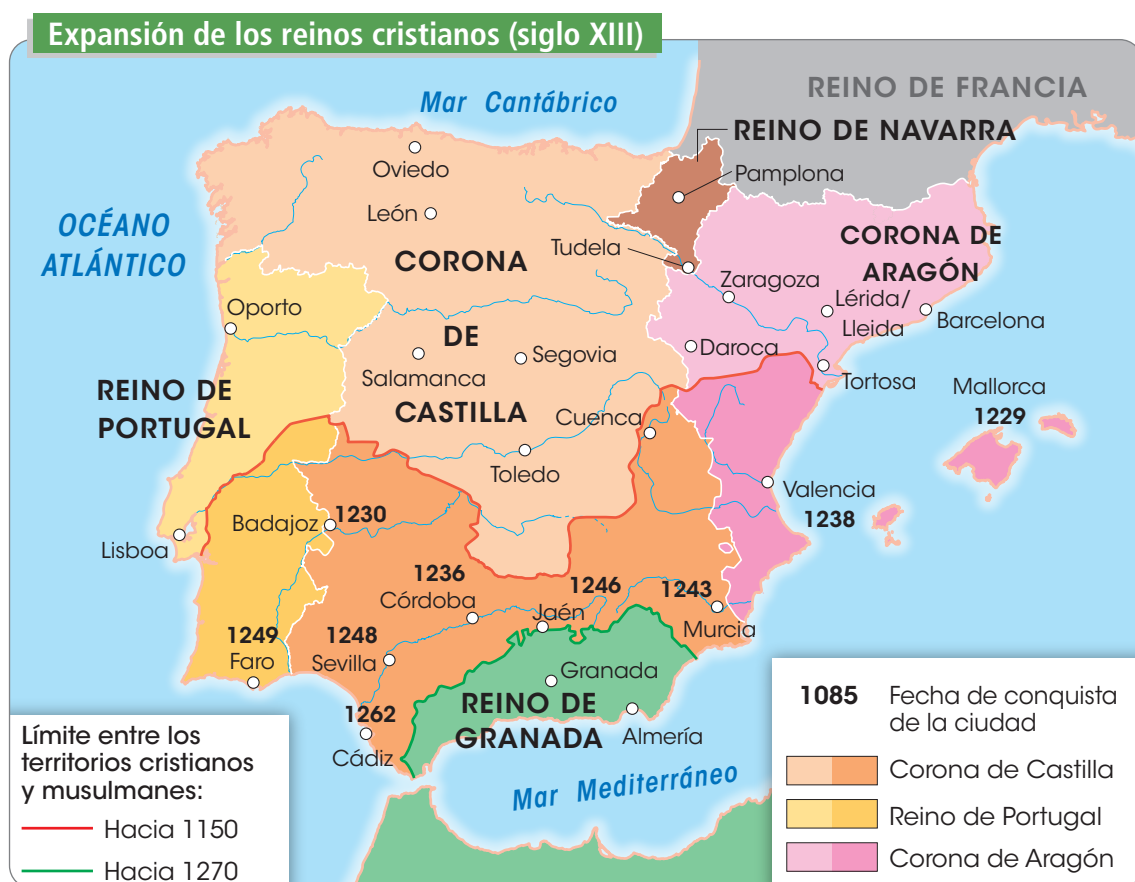 Expansión de los reinos cristianos (siglo XIII)
Mar Cantábrico
REINO DE FRANCIA
REINO DE NAVARRA
Oviedo
Pamplona
León
OCÉANO
ATLÁNTICO
CORONA
Tudela
CORONA DE
ARAGÓN
Zaragoza
Lérida/
Lleida
Barcelona
Oporto
DE
Segovia
Daroca
Salamanca
Tortosa
REINO DE
PORTUGAL
CASTILLA
Cuenca
Mallorca
1229
Toledo
Valencia
1238
Badajoz
1230
Lisboa
1236
Córdoba
1246
Jaén
1243
Murcia
1249
Faro
1248
Sevilla
Granada
REINO DE
GRANADA
Almería
1262
Cádiz
Mar Mediterráneo
Límite entre los
territorios cristianos
y musulmanes:
Hacia 1150
Hacia 1270
1085 Fecha de conquista
de la ciudad
Corona de Castilla
Reino de Portugal
Corona de Aragón